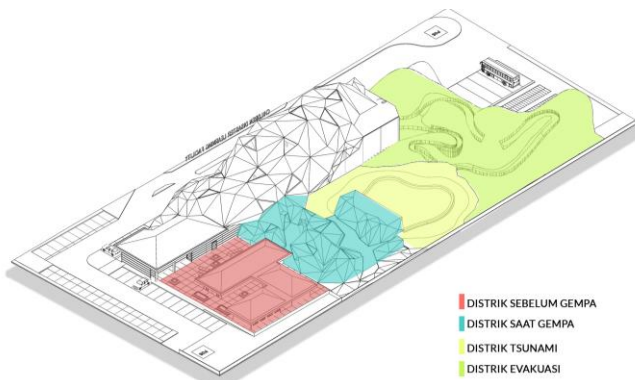 DISTRIK SEBELUM GEMPA
DISTRIK SAAT GEMPA
DISTRIK TSUNAMI
DISTRIK EVAKUASI